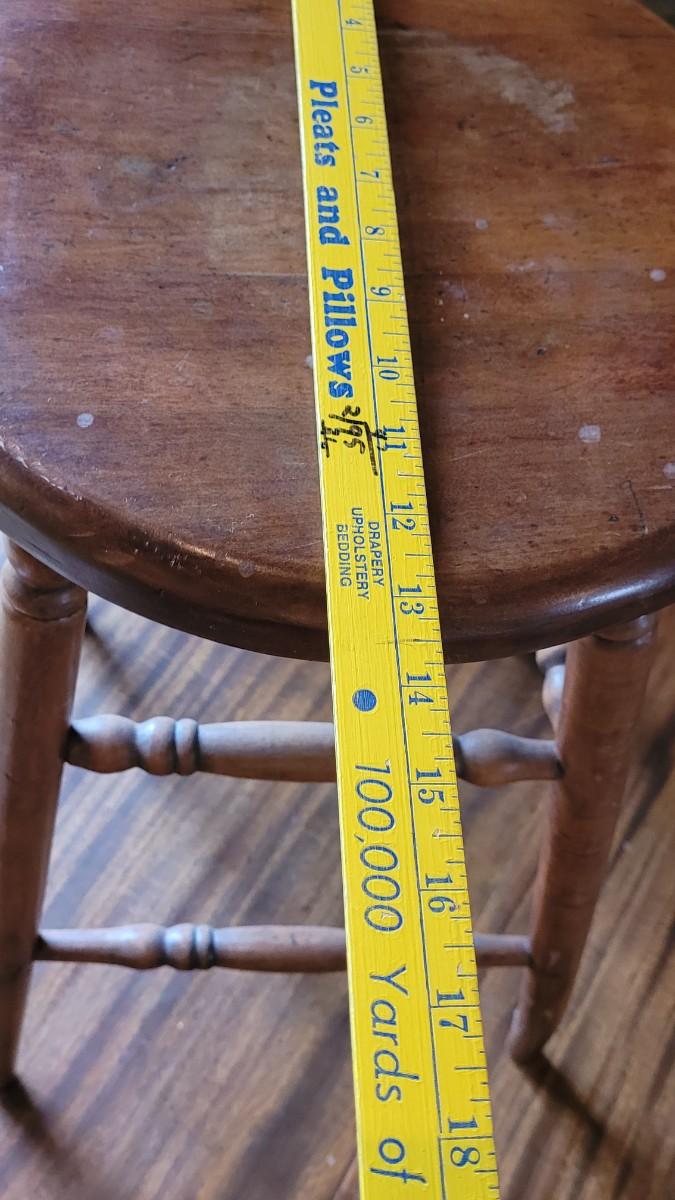 4 5 6 7 8 9 10 11 12 13 14 15 16 17 18
Pleats and Pillows
DRAPERY
UPHOLSTERY
BEDDING
100,000 Yards of